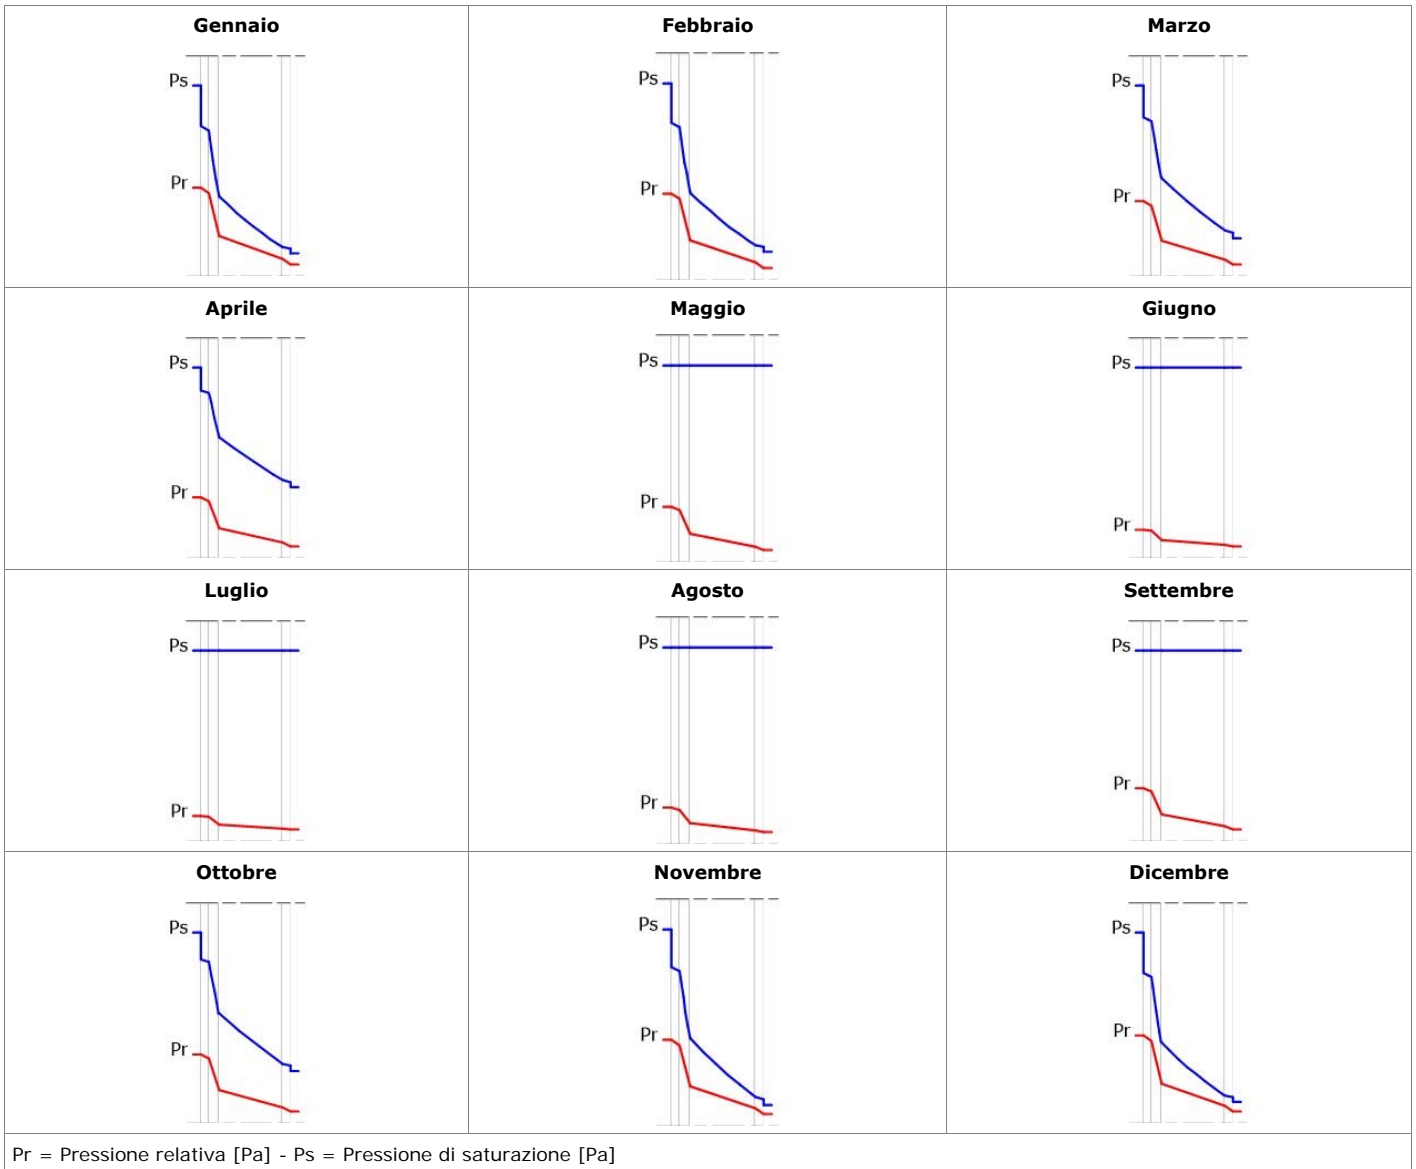 Gennaio Febbraio Marzo
Ps Ps Ps
Pr Pr Pr
Aprile Maggio Giugno
Ps Ps Ps
Pr Pr Pr
Luglio Agosto Settembre
Ps Ps Ps
Pr Pr Pr
Ottobre Novembre Dicembre
Ps Ps Ps
Pr Pr Pr
Pr = Pressione relativa [Pa] - Ps = Pressione di saturazione [Pa]